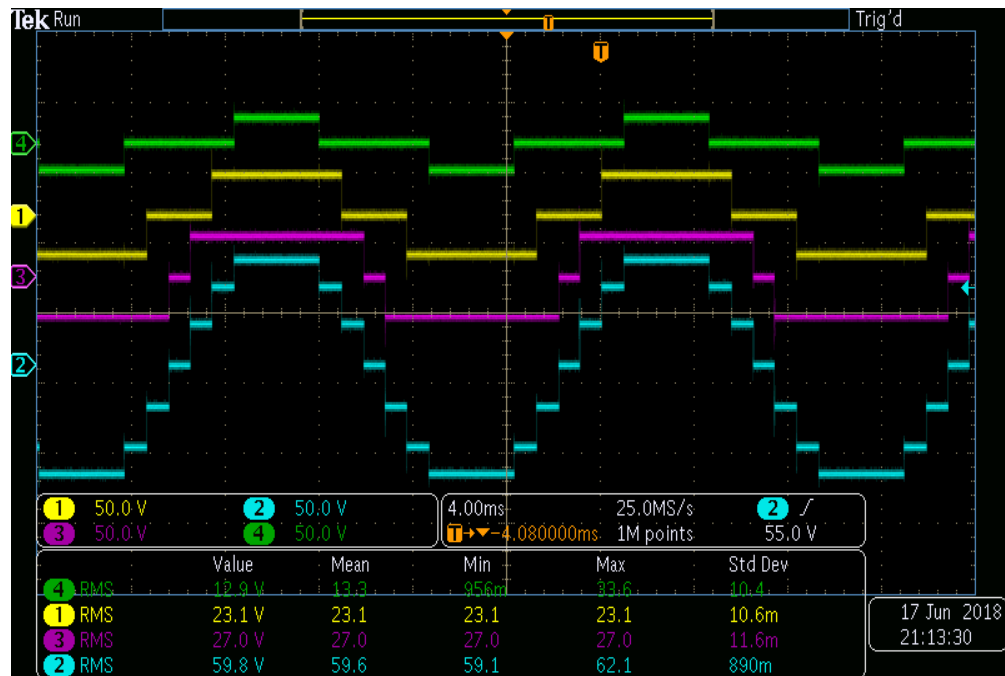 Tek Run Trig'd
T
T
4
1
3
2
1 50.0 V 2 50.0 V 4.00ms 25.0MS/s 2 /
3 50.0 V 4 50.0 V T→▼-4.080000ms 1M points 55.0 V
Value Mean Min Max Std Dev
4 RMS 12.9 V 13.3 956m 33.6 10.4
1 RMS 23.1 V 23.1 23.1 23.1 10.6m
3 RMS 27.0 V 27.0 27.0 27.0 11.6m
2 RMS 59.8 V 59.6 59.1 62.1 890m
17 Jun 2018
21:13:30